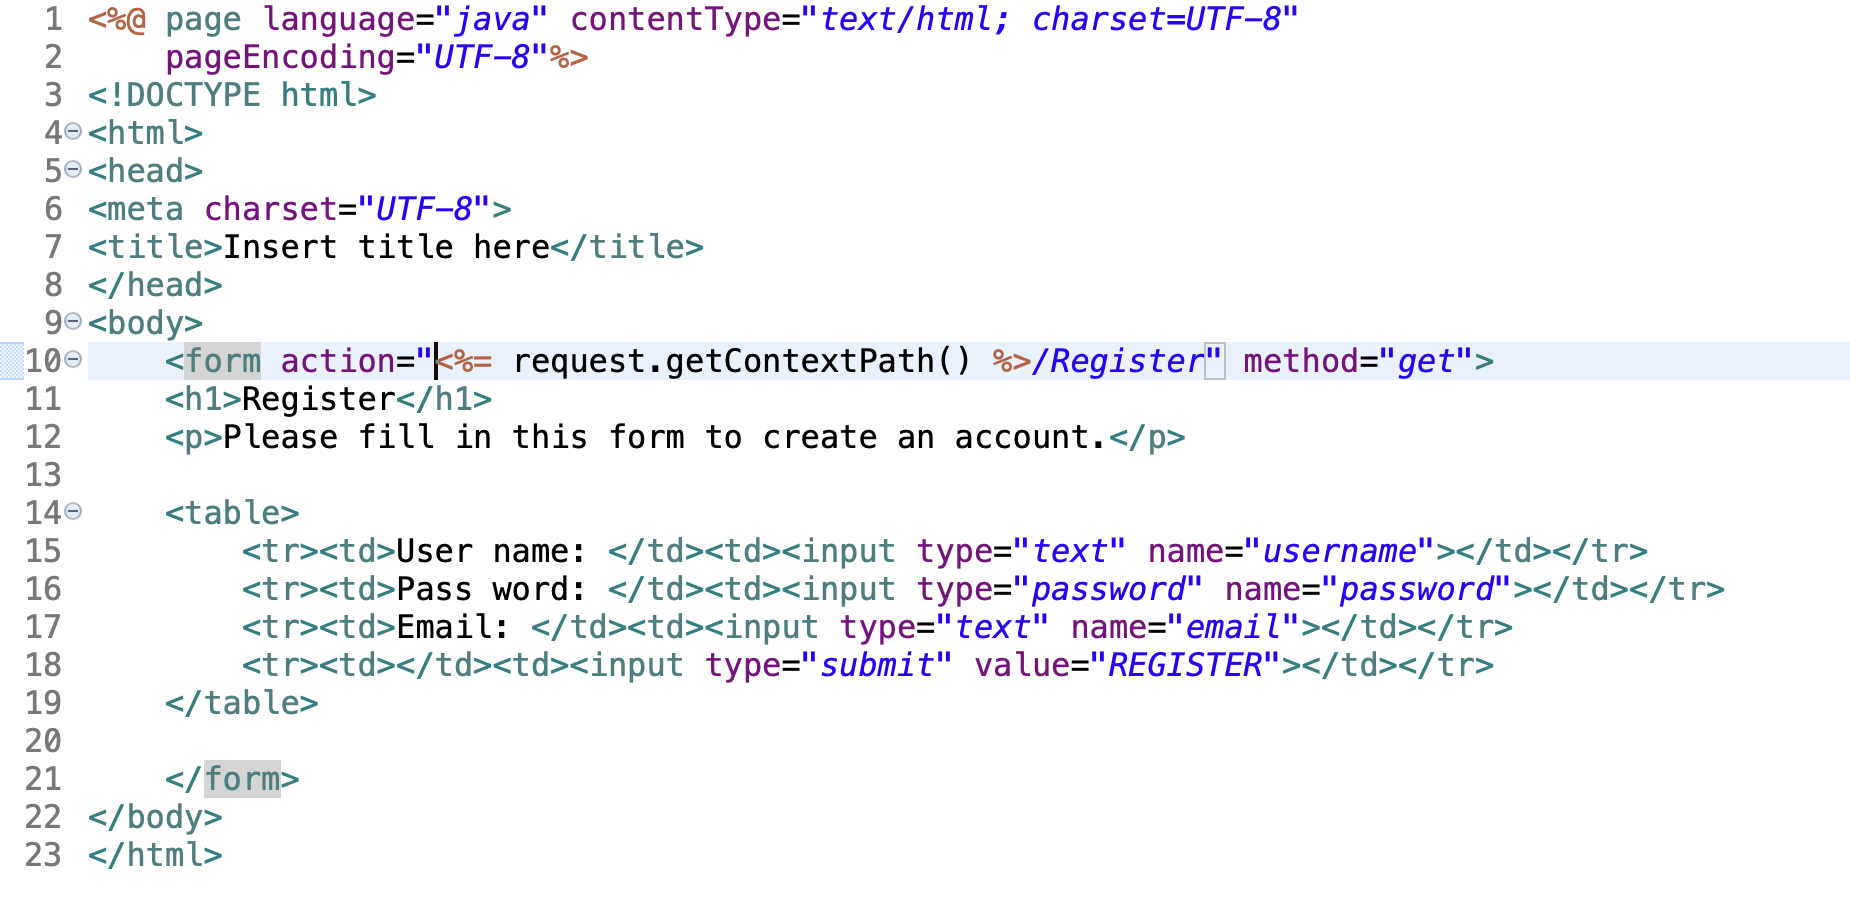 1 <%@ page language="java" contentType="text/html; charset=UTF-8"
2     pageEncoding="UTF-8"%>
3 <!DOCTYPE html>
4 <html>
5 <head>
6 <meta charset="UTF-8">
7 <title>Insert title here</title>
8 </head>
9 <body>
10     <form action="<%= request.getContextPath() %>/Register" method="get">
11     <h1>Register</h1>
12     <p>Please fill in this form to create an account.</p>
13
14     <table>
15         <tr><td>User name: </td><td><input type="text" name="username"></td></tr>
16         <tr><td>Pass word: </td><td><input type="password" name="password"></td></tr>
17         <tr><td>Email: </td><td><input type="text" name="email"></td></tr>
18         <tr><td></td><td><input type="submit" value="REGISTER"></td></tr>
19     </table>
20
21     </form>
22 </body>
23 </html>